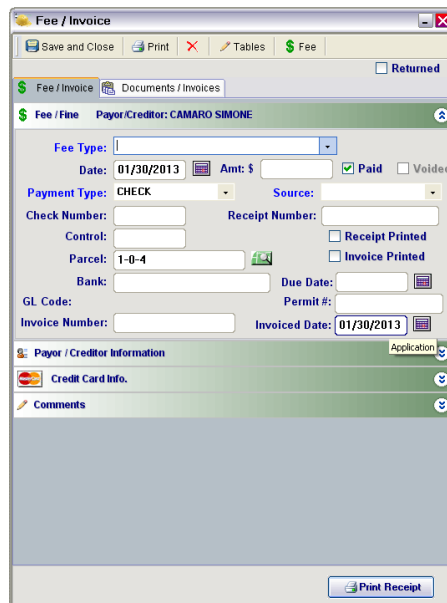 Fee / Invoice
Save and Close Print Tables $ Fee
Returned
$ Fee / Invoice Documents / Invoices
$ Fee / Fine Payor/Creditor: CAMARO SIMONE
Fee Type:
Date: 01/30/2013 Amt: $ Paid Voided
Payment Type: CHECK Source:
Check Number: Receipt Number:
Control: Receipt Printed
Parcel: 1-0-4 Invoice Printed
Bank: Due Date:
GL Code: Permit #:
Invoice Number: Invoiced Date: 01/30/2013
Application
Payor / Creditor Information
MasterCard Credit Card Info.
Comments
Print Receipt